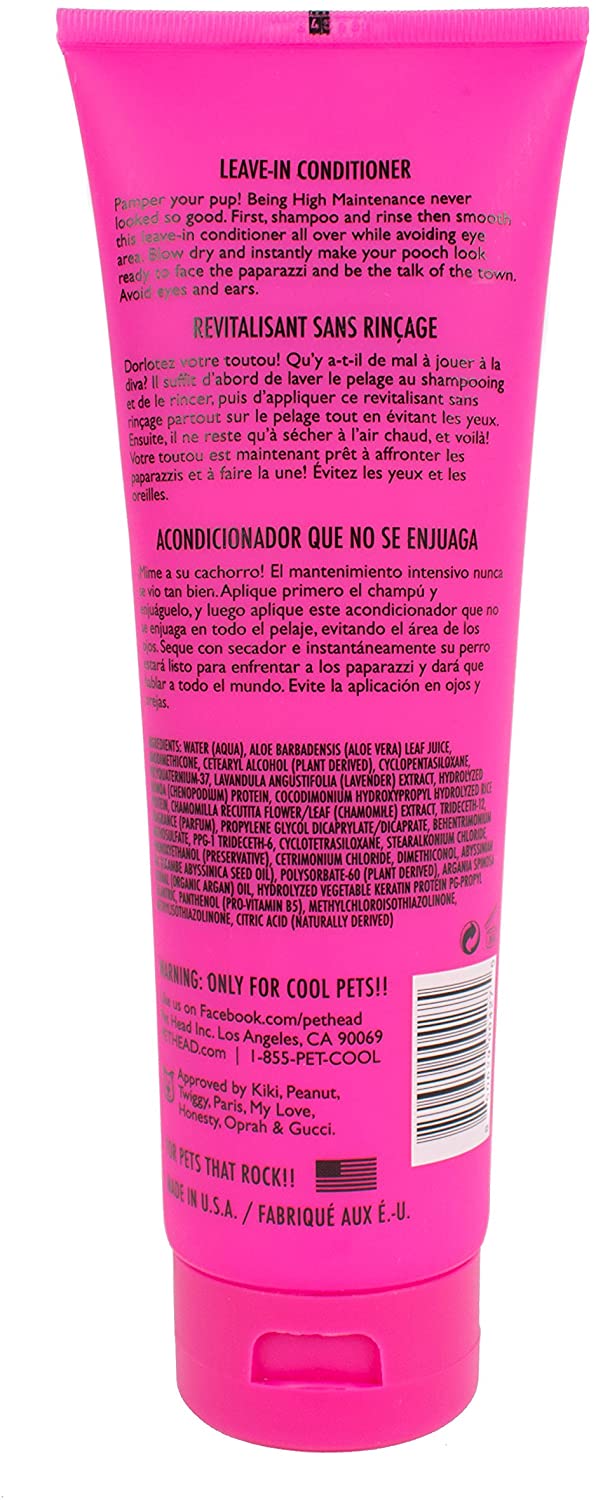 LEAVE-IN CONDITIONER
Pamper your pup! Being High Maintenance never
looked so good. First, shampoo and rinse then smooth
this leave-in conditioner all over while avoiding eye
area. Blow dry and instantly make your pooch look
ready to face the paparazzi and be the talk of the town.
Avoid eyes and ears.
REVITALISANT SANS RINÇAGE
Dorlotez votre toutou! Qu'y a-t-il de mal à jouer à la
diva? Il suffit d'abord de laver le pelage au shampooing
et de le rincer, puis d'appliquer ce revitalisant sans
rinçage partout sur le pelage tout en évitant les yeux.
Ensuite, il ne reste qu'à sécher à l'air chaud, et voilà!
Votre toutou est maintenant prêt à affronter les
paparazzis et à faire la une! Évitez les yeux et les
oreilles.
ACONDICIONADOR QUE NO SE ENJUAGA
Mime a su cachorro! El mantenimiento intensivo nunca
se vio tan bien. Aplique primero el champú y
enjuáguelo, y luego aplique este acondicionador que no
se enjuaga en todo el pelaje, evitando el área de los
ojos. Seque con secador e instantáneamente su perro
estará listo para enfrentar a los paparazzi y dará que
hablar a todo el mundo. Evite la aplicación en ojos y
orejas.
INGREDIENTS: WATER (AQUA), ALOE BARBADENSIS (ALOE VERA) LEAF JUICE,
CETEARYL ALCOHOL (PLANT DERIVED), CYCLOPENTASILOXANE,
POLYQUATERNIUM-37, LAVANDULA ANGUSTIFOLIA (LAVENDER) EXTRACT, HYDROLYZED
(CHENOPODIUM) PROTEIN, COCODIMONIUM HYDROXYPROPYL HYDROLYZED RICE
PROTEIN, CHAMOMILLA RECUTITA FLOWER/LEAF (CHAMOMILE) EXTRACT, TRIDECETH-12,
FRAGRANCE (PARFUM), PROPYLENE GLYCOL DICAPRYLATE/DICAPRATE, BEHENTRIMONIUM
METHOSULFATE, PPG-1 TRIDECETH-6, CYCLOTETRASILOXANE, STEARALKONIUM CHLORIDE,
PHENOXYETHANOL (PRESERVATIVE), CETRIMONIUM CHLORIDE, DIMETHICONOL, ABYSSINIAN
ABYSSINICA SEED OIL), POLYSORBATE-60 (PLANT DERIVED), ARGANIA SPINOSA
(ORGANIC ARGAN) OIL, HYDROLYZED VEGETABLE KERATIN PROTEIN PG-PROPYL
PANTHENOL (PRO-VITAMIN B5), METHYLCHLOROISOTHIAZOLINONE,
METHYLISOTHIAZOLINONE, CITRIC ACID (NATURALLY DERIVED)
WARNING: ONLY FOR COOL PETS!!
Like us on Facebook.com/pethead
Pet Head Inc. Los Angeles, CA 90069
PETHEAD.com | 1-855-PET-COOL
Approved by Kiki, Peanut,
Twiggy, Paris, My Love,
Honesty, Oprah & Gucci.
FOR PETS THAT ROCK!!
MADE IN U.S.A. / FABRIQUÉ AUX É.-U.